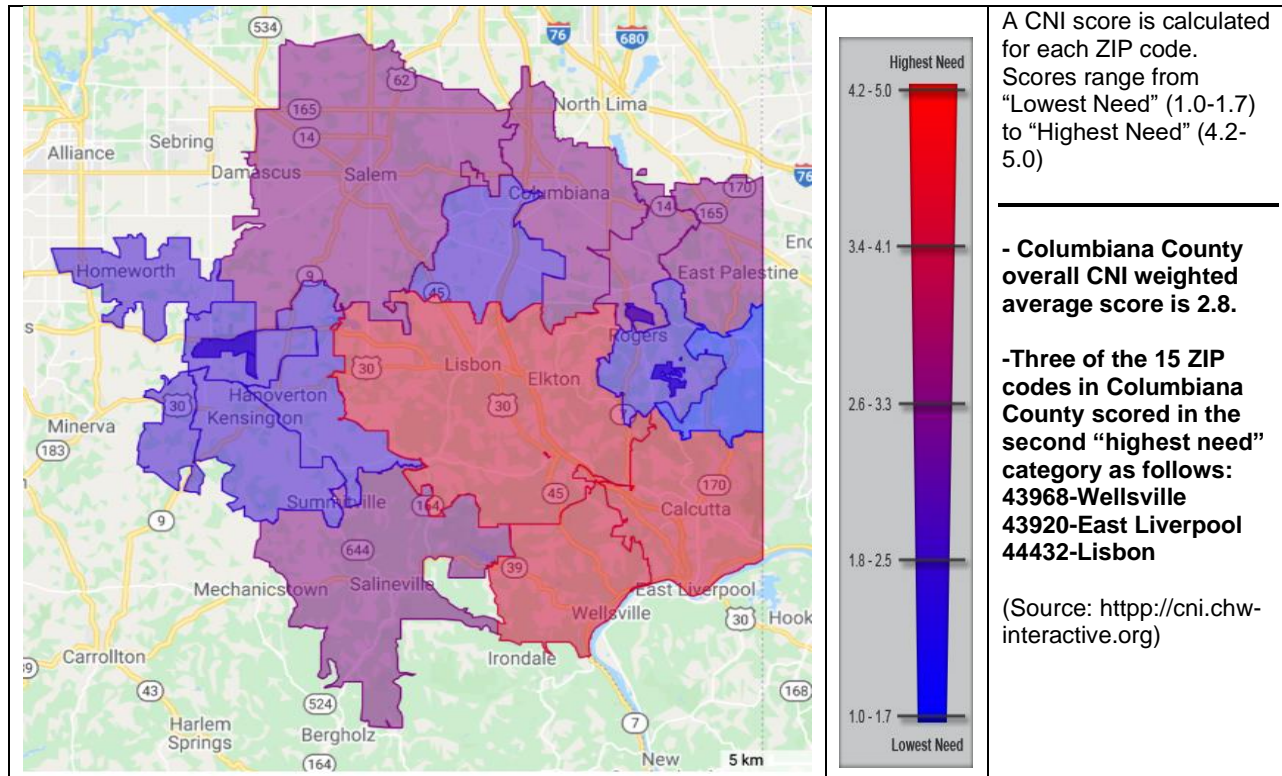 534
76
680
62
North Lima
165
14
Sebring
Alliance
Damascus
Salem
Columbiana
170
76
14
165
Homeworth
9
45
East Palestine
s
Rogers
30
Lisbon
Elkton
30
Hanoverton
Kensington
30
7
Minerva
183
170
45
Calcutta
Summitville
164
9
644
39
Mechanicstown
Salineville
East Liverpool
Wellsville
30
Hook
Irondale
Carrollton
39
43
524
168
Harlem
Springs
Bergholz
7
164
New
5 km
Highest Need
4.2 - 5.0
3.4 - 4.1
2.6 - 3.3
1.8 - 2.5
1.0 - 1.7
Lowest Need
A CNI score is calculated
for each ZIP code.
Scores range from
“Lowest Need” (1.0-1.7)
to “Highest Need” (4.2-
5.0)
- Columbiana County
overall CNI weighted
average score is 2.8.
-Three of the 15 ZIP
codes in Columbiana
County scored in the
second “highest need”
category as follows:
43968-Wellsville
43920-East Liverpool
44432-Lisbon
(Source: httpp://cni.chw-
interactive.org)